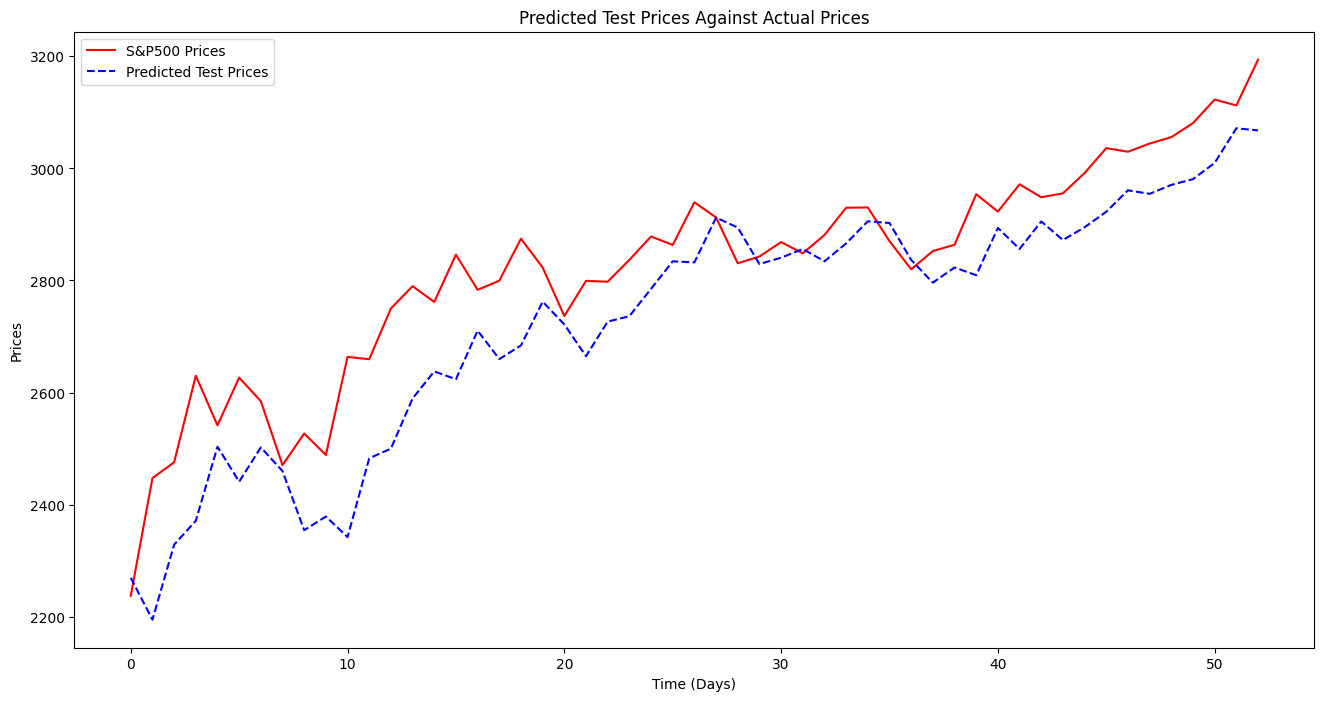 Predicted Test Prices Against Actual Prices
S&P500 Prices
Predicted Test Prices
3200
3000
2800
2600
2400
2200
Prices
0 10 20 30 40 50
Time (Days)